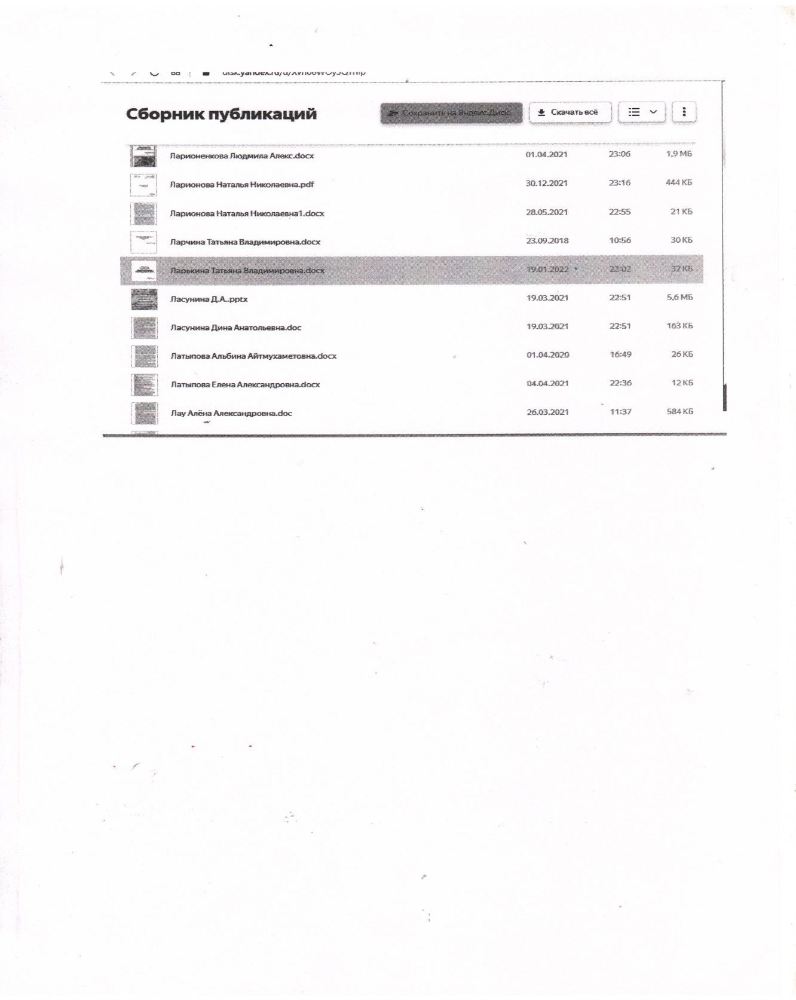 Сборник публикаций Сохранить на Яндекс.Диск Скачать всё
Ларионенкова Людмила Алекс.docx 01.04.2021 23:06 1,9 МБ
Ларионова Наталья Николаевна.pdf 30.12.2021 23:16 444 КБ
Ларионова Наталья Николаевна1.docx 28.05.2021 22:55 21 КБ
Ларчина Татьяна Владимировна.docx 23.09.2018 10:56 30 КБ
Ларькина Татьяна Владимировна.docx 19.01.2022 22:02 32 КБ
Ласунина Д.А..pptx 19.03.2021 22:51 5,6 МБ
Ласунина Дина Анатольевна.doc 19.03.2021 22:51 163 КБ
Латыпова Альбина Айтмухаметовна.docx 01.04.2020 16:49 26 КБ
Латыпова Елена Александровна.docx 04.04.2021 22:36 12 КБ
Лау Алёна Александровна.doc 26.03.2021 11:37 584 КБ